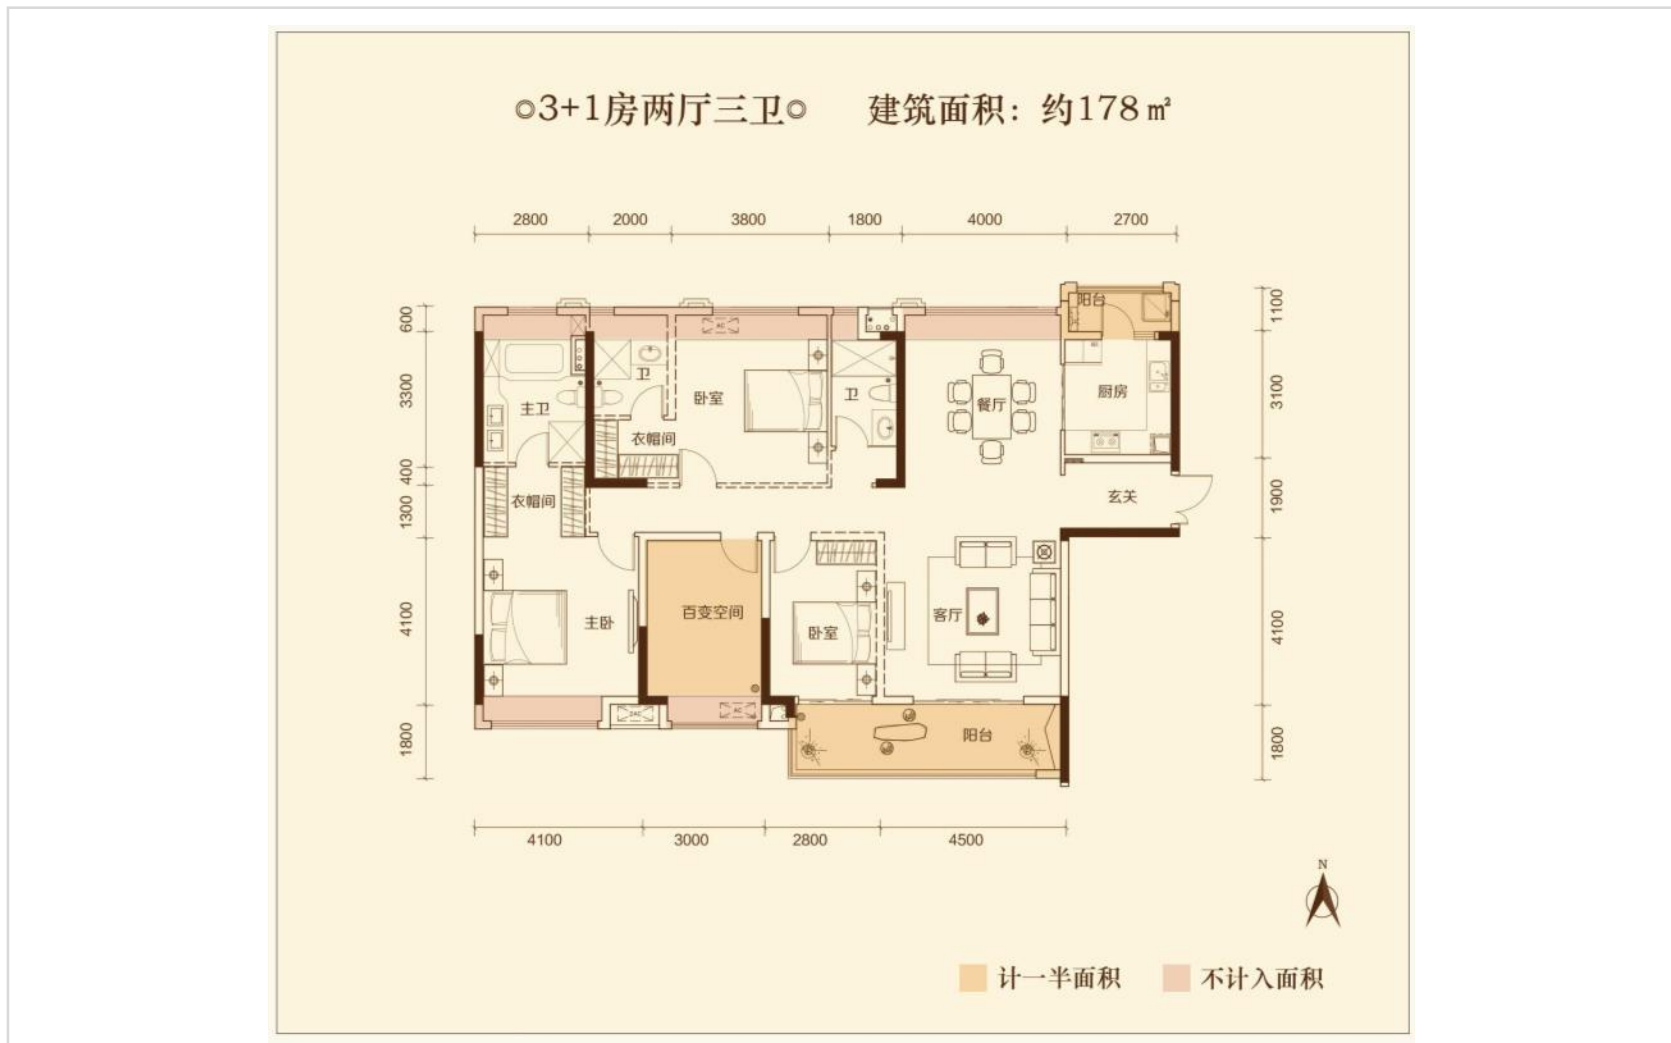 ◎3+1房两厅三卫◎ 建筑面积：约178㎡
2800 2000 3800 1800 4000 2700
600
3300
400
1300
4100
1800
1100
3100
1900
4100
1800
阳台
卫
卧室
主卫
衣帽间
卫
餐厅
厨房
衣帽间
玄关
主卧
百变空间
卧室
客厅
阳台
4100 3000 2800 4500
N
计一半面积 不计入面积